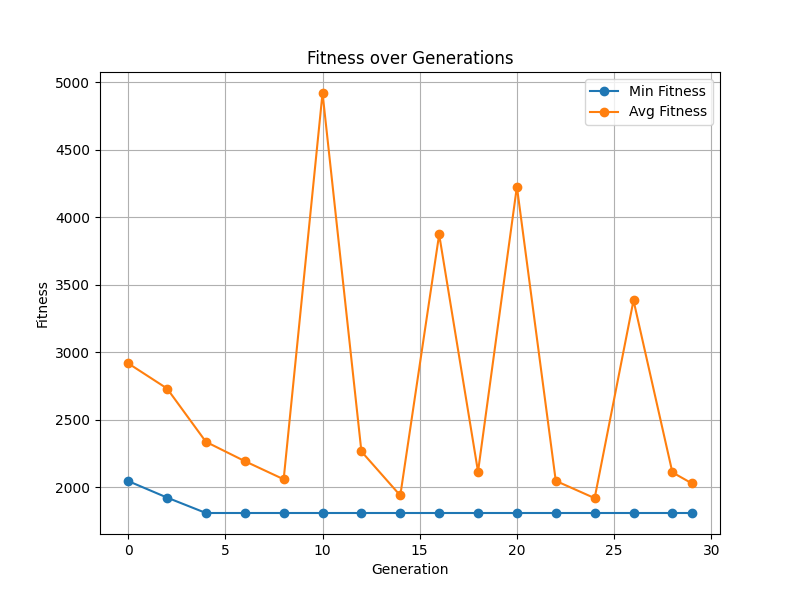 Fitness over Generations
Min Fitness
Avg Fitness
5000
4500
4000
3500
3000
2500
2000
Fitness
0 5 10 15 20 25 30
Generation